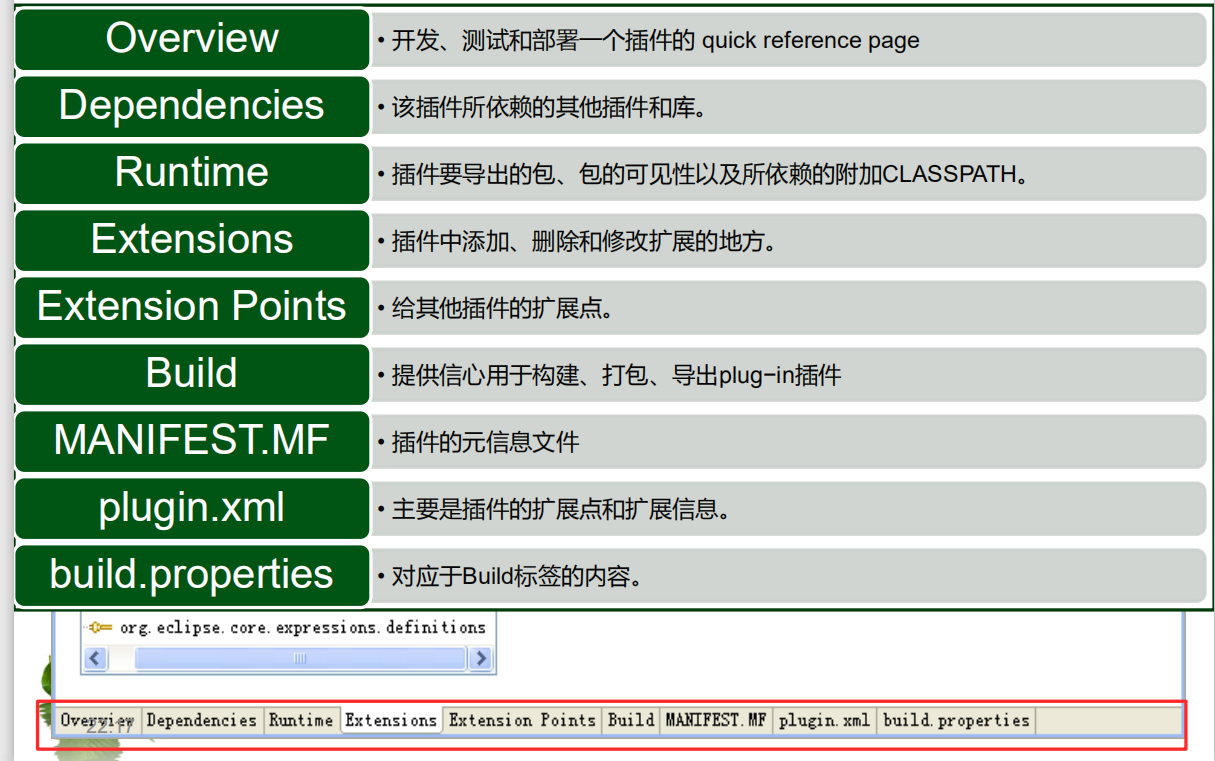 Overview
• 开发、测试和部署一个插件的 quick reference page
Dependencies
• 该插件所依赖的其他插件和库。
Runtime
• 插件要导出的包、包的可见性以及所依赖的附加CLASSPATH。
Extensions
• 插件中添加、删除和修改扩展的地方。
Extension Points
• 给其他插件的扩展点。
Build
• 提供信心用于构建、打包、导出plug-in插件
MANIFEST.MF
• 插件的元信息文件
plugin.xml
• 主要是插件的扩展点和扩展信息。
build.properties
• 对应于Build标签的内容。
org.eclipse.core.expressions.definitions
Overview Dependencies Runtime Extensions Extension Points Build MANIFEST.MF plugin.xml build.properties
22:17